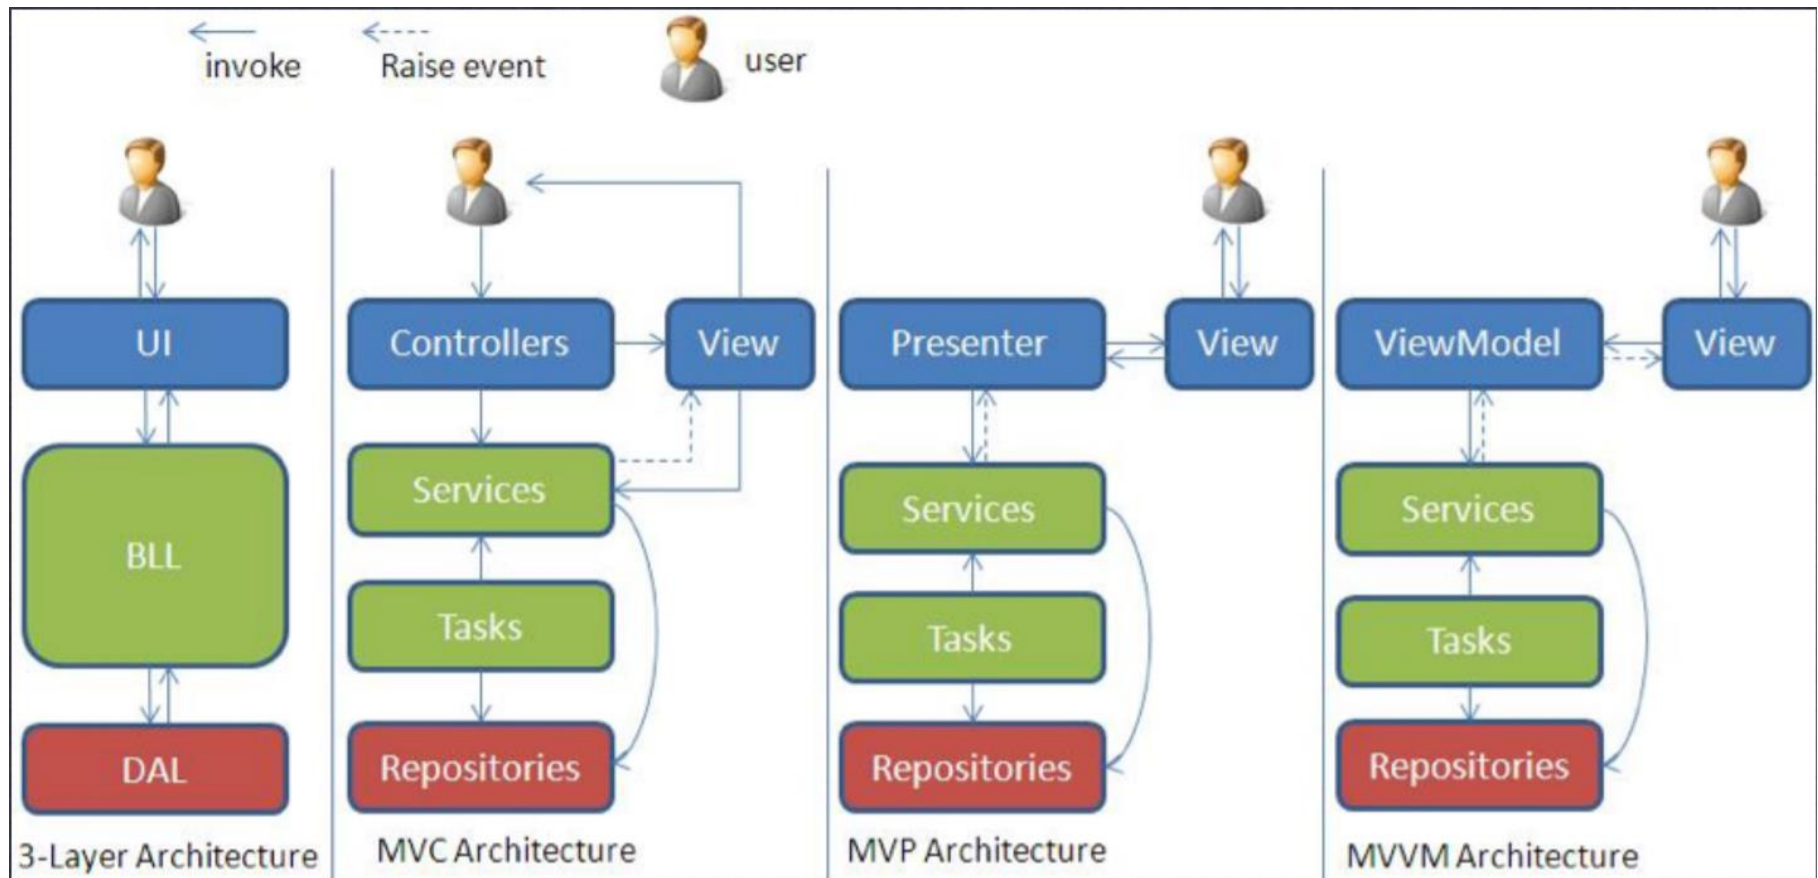 invoke
Raise event
user
UI
BLL
DAL
3-Layer Architecture
Controllers
View
Services
Tasks
Repositories
MVC Architecture
Presenter
View
Services
Tasks
Repositories
MVP Architecture
ViewModel
View
Services
Tasks
Repositories
MVVM Architecture